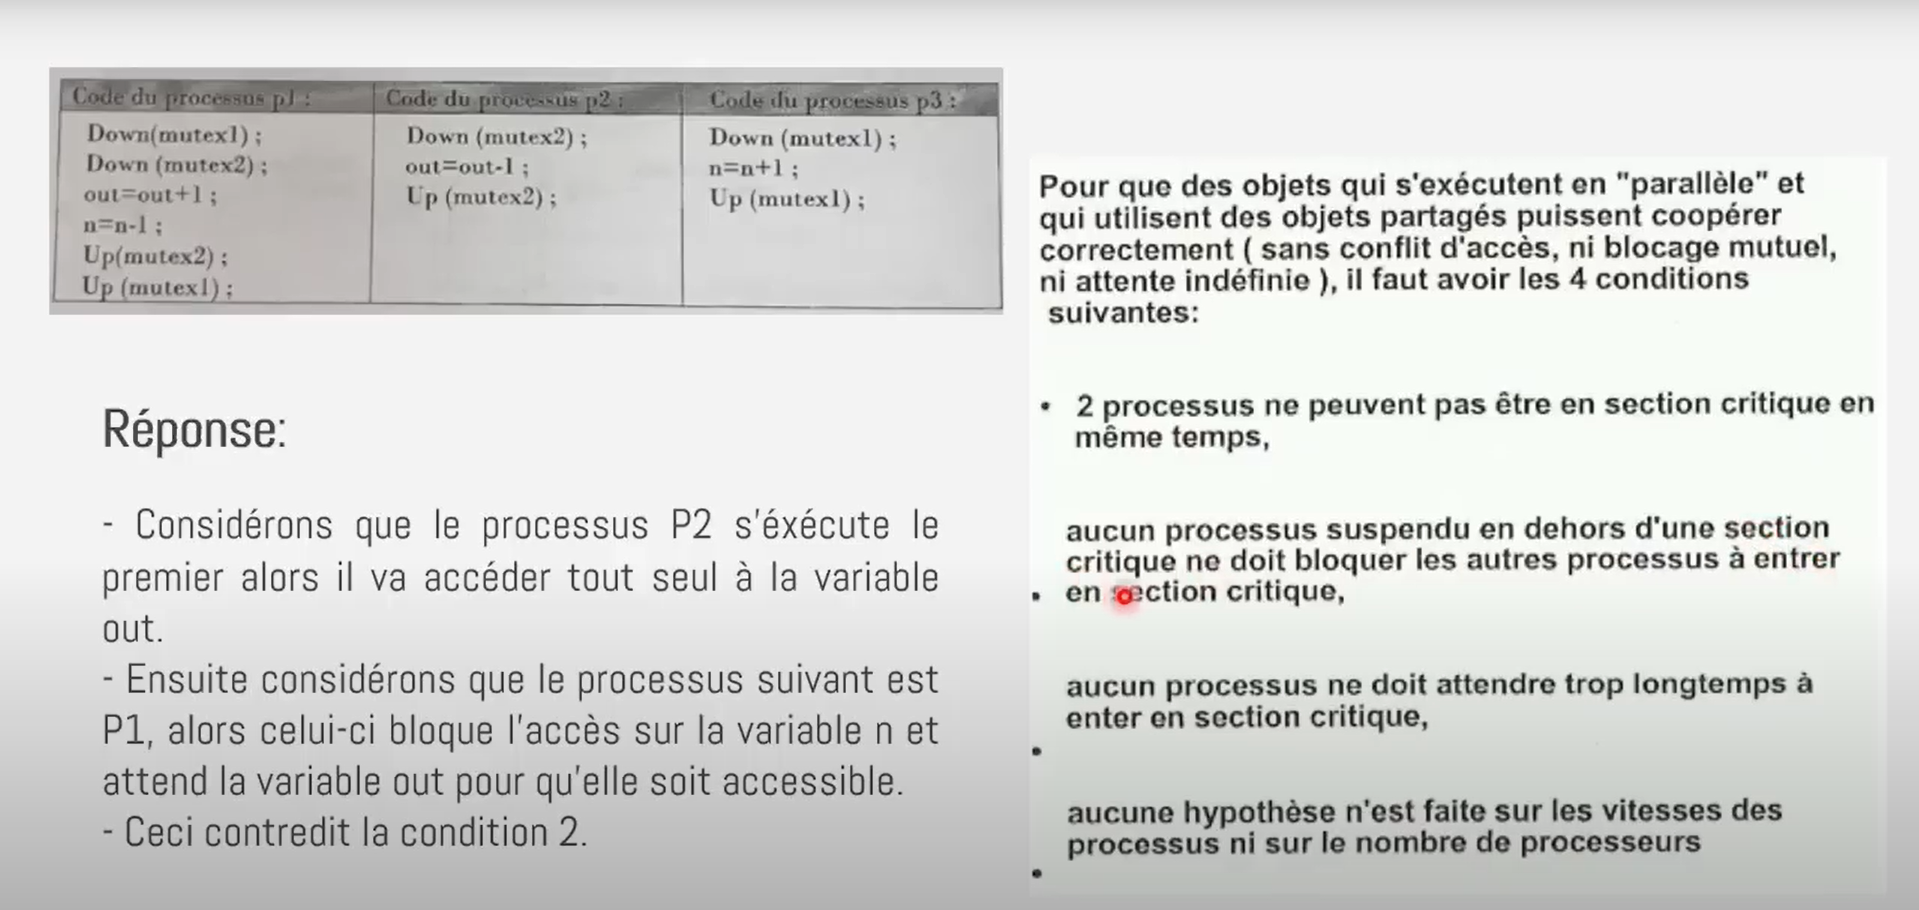 Code du processus p1 :
Down(mutex1) ;
Down (mutex2) ;
out=out+1 ;
n=n-1 ;
Up(mutex2) ;
Up (mutex1) ;
Code du processus p2 :
Down (mutex2) ;
out=out-1 ;
Up (mutex2) ;
Code du processus p3 :
Down (mutex1) ;
n=n+1 ;
Up (mutex1) ;
Réponse:
- Considérons que le processus P2 s'éxécute le
premier alors il va accéder tout seul à la variable
out.
- Ensuite considérons que le processus suivant est
P1, alors celui-ci bloque l'accès sur la variable n et
attend la variable out pour qu'elle soit accessible.
- Ceci contredit la condition 2.
Pour que des objets qui s'exécutent en "parallèle" et
qui utilisent des objets partagés puissent coopérer
correctement ( sans conflit d'accès, ni blocage mutuel,
ni attente indéfinie ), il faut avoir les 4 conditions
suivantes:
• 2 processus ne peuvent pas être en section critique en
même temps,
aucun processus suspendu en dehors d'une section
critique ne doit bloquer les autres processus à entrer
• en section critique,
aucun processus ne doit attendre trop longtemps à
enter en section critique,
•
aucune hypothèse n'est faite sur les vitesses des
processus ni sur le nombre de processeurs
•